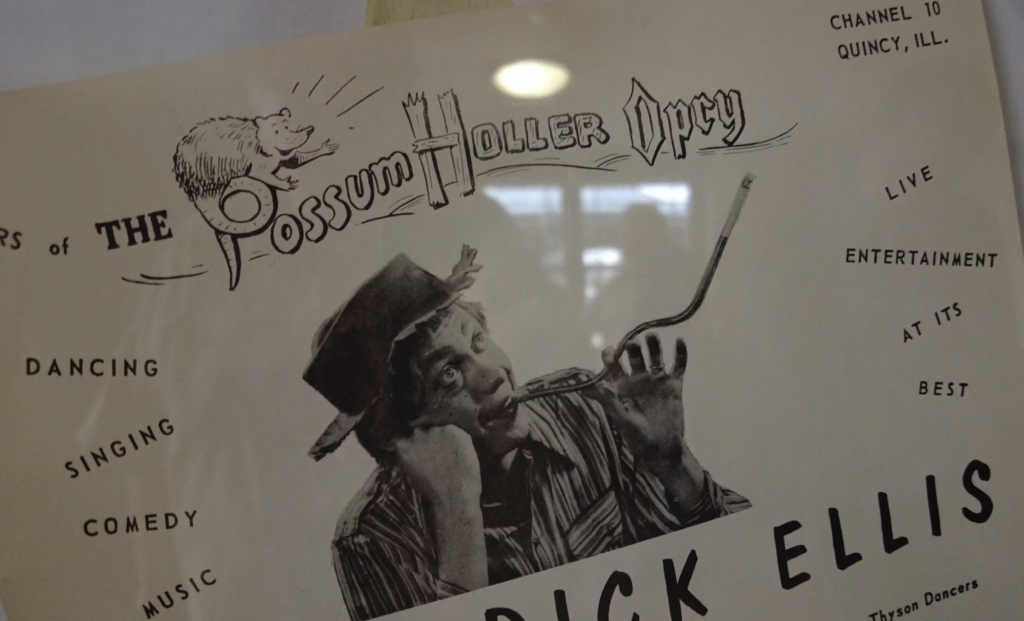 CHANNEL 10
QUINCY, ILL.
RS of THE POSSUM HOLLER OPRY
LIVE
ENTERTAINMENT
AT ITS
BEST
DANCING
SINGING
COMEDY
MUSIC
DICK ELLIS
Thyson Dancers